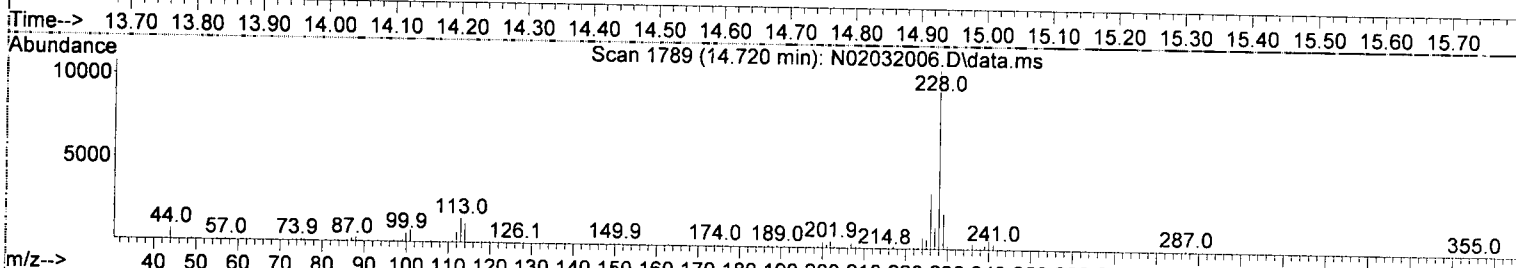 Time--> 13.70 13.80 13.90 14.00 14.10 14.20 14.30 14.40 14.50 14.60 14.70 14.80 14.90 15.00 15.10 15.20 15.30 15.40 15.50 15.60 15.70
Abundance
Scan 1789 (14.720 min): N02032006.D\data.ms
10000
228.0
5000
44.0 57.0 73.9 87.0 99.9 113.0 126.1 149.9 174.0 189.0 201.9 214.8 241.0 287.0 355.0
m/z--> 40 50 60 70 80 90 100 110 120 130 140 150 160 170 180 190 200 210